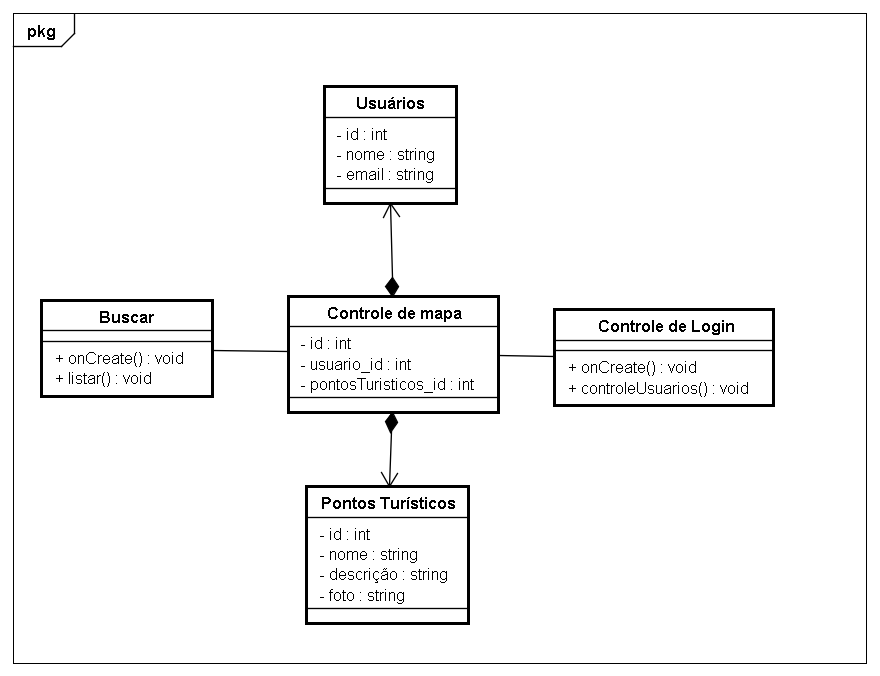 pkg
Usuários
- id : int
- nome : string
- email : string
Buscar
+ onCreate() : void
+ listar() : void
Controle de mapa
- id : int
- usuario_id : int
- pontosTuristicos_id : int
Controle de Login
+ onCreate() : void
+ controleUsuarios() : void
Pontos Turísticos
- id : int
- nome : string
- descrição : string
- foto : string